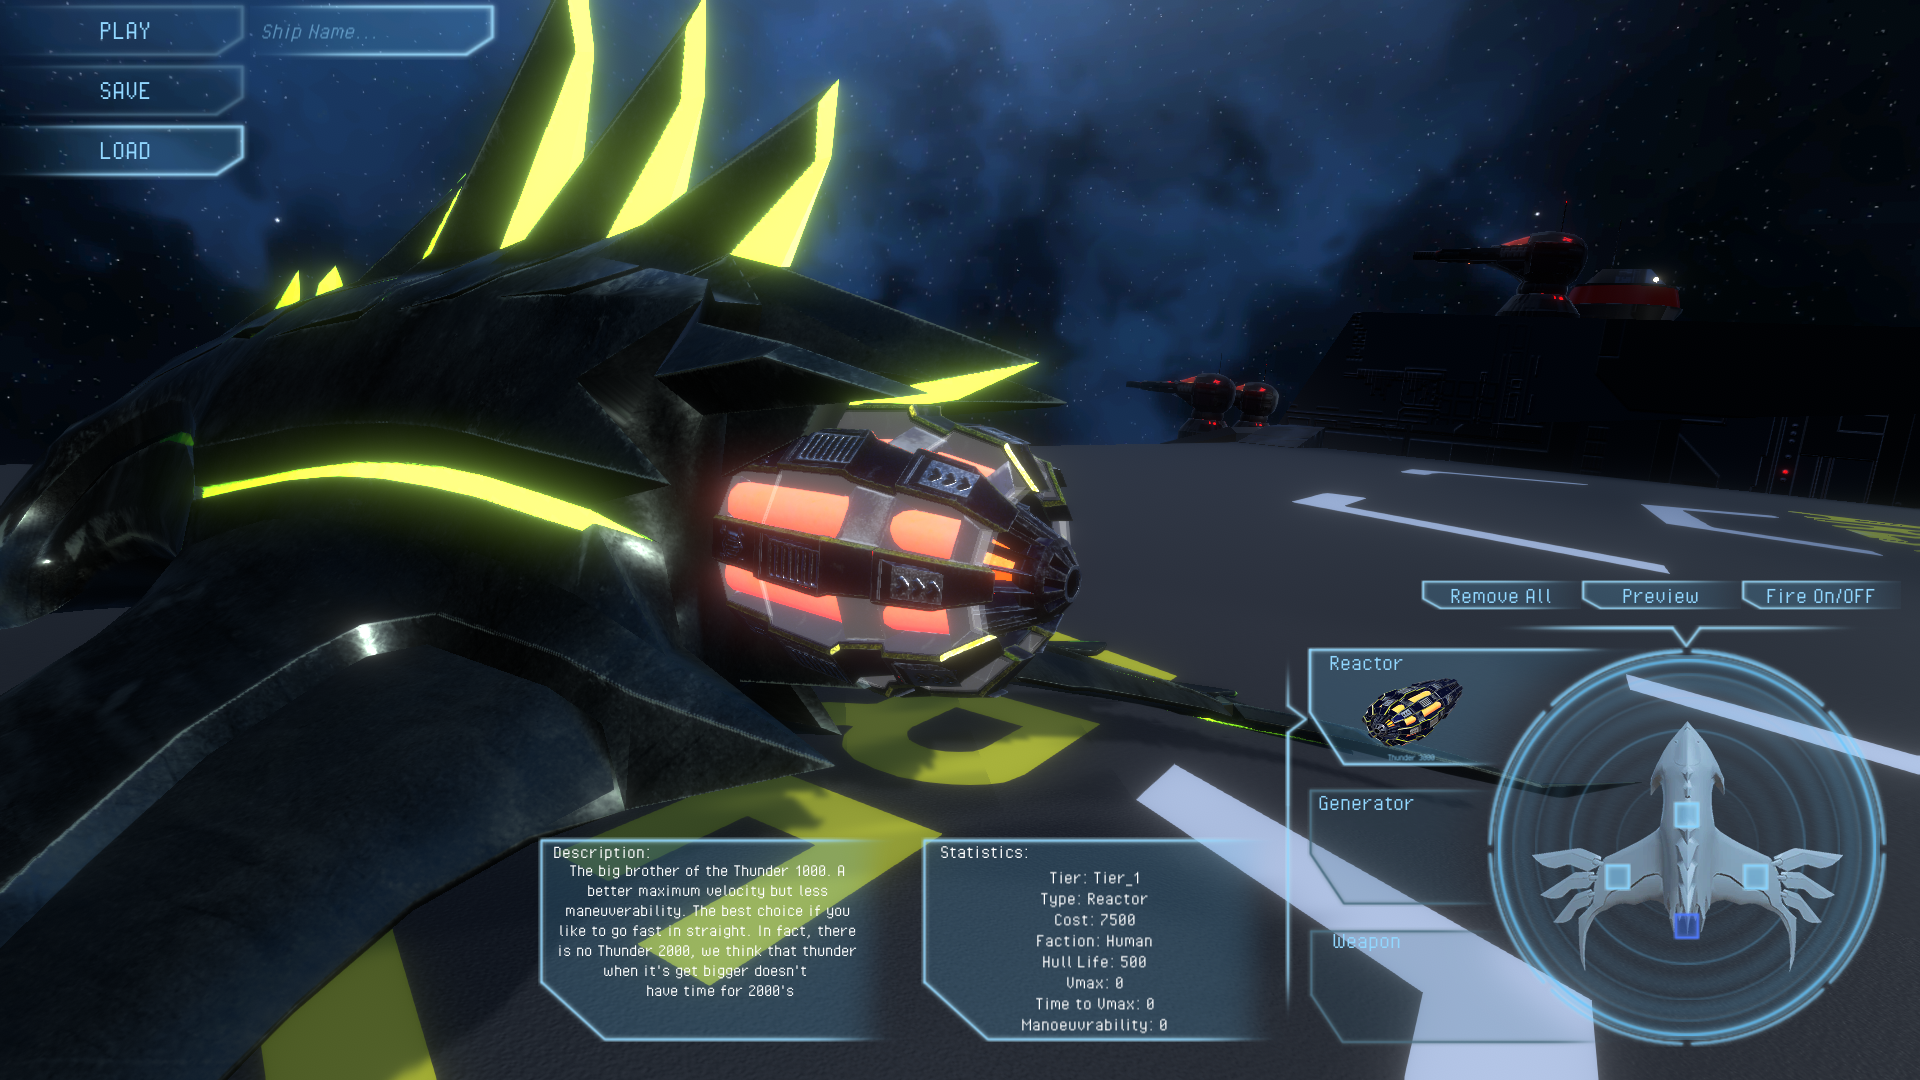 PLAY
Ship Name...
SAVE
LOAD
Remove All
Preview
Fire On/OFF
Reactor
Thunder 3000
Generator
Weapon
Description:
The big brother of the Thunder 1000. A
better maximum velocity but less
maneuverability. The best choice if you
like to go fast in straight. In fact, there
is no Thunder 2000, we think that thunder
when it's get bigger doesn't
have time for 2000's
Statistics:
Tier: Tier_1
Type: Reactor
Cost: 7500
Faction: Human
Hull Life: 500
Vmax: 0
Time to Vmax: 0
Manoeuvrability: 0